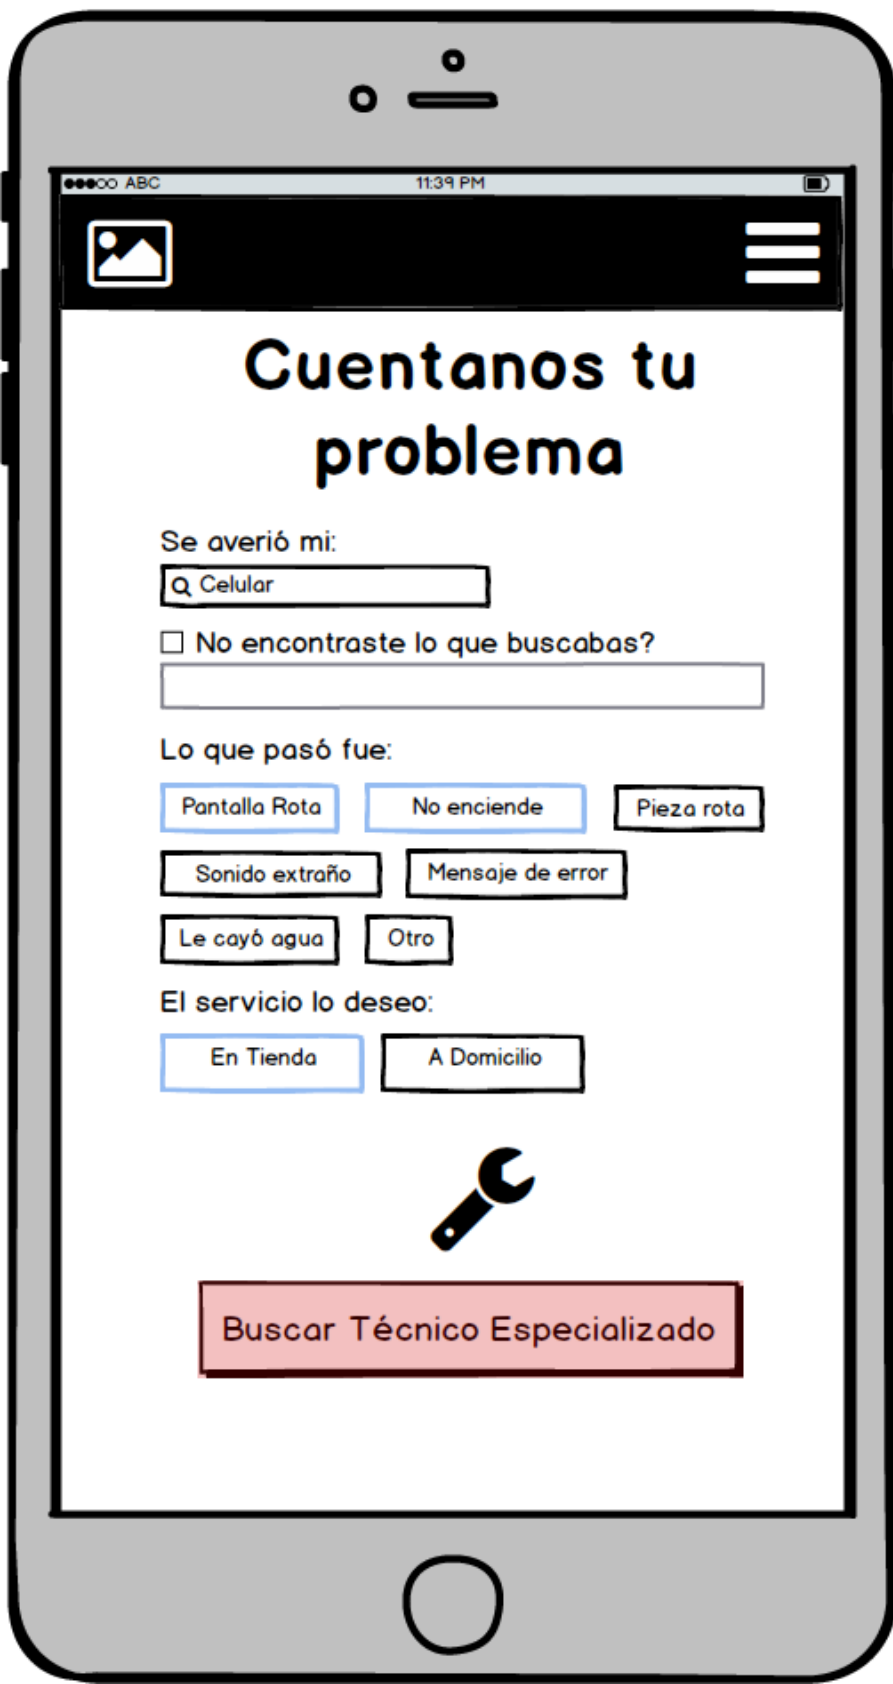 ABC 11:39 PM
Cuentanos tu
problema
Se averió mi:
Celular
No encontraste lo que buscabas?
Lo que pasó fue:
Pantalla Rota No enciende Pieza rota
Sonido extraño Mensaje de error
Le cayó agua Otro
El servicio lo deseo:
En Tienda A Domicilio
Buscar Técnico Especializado